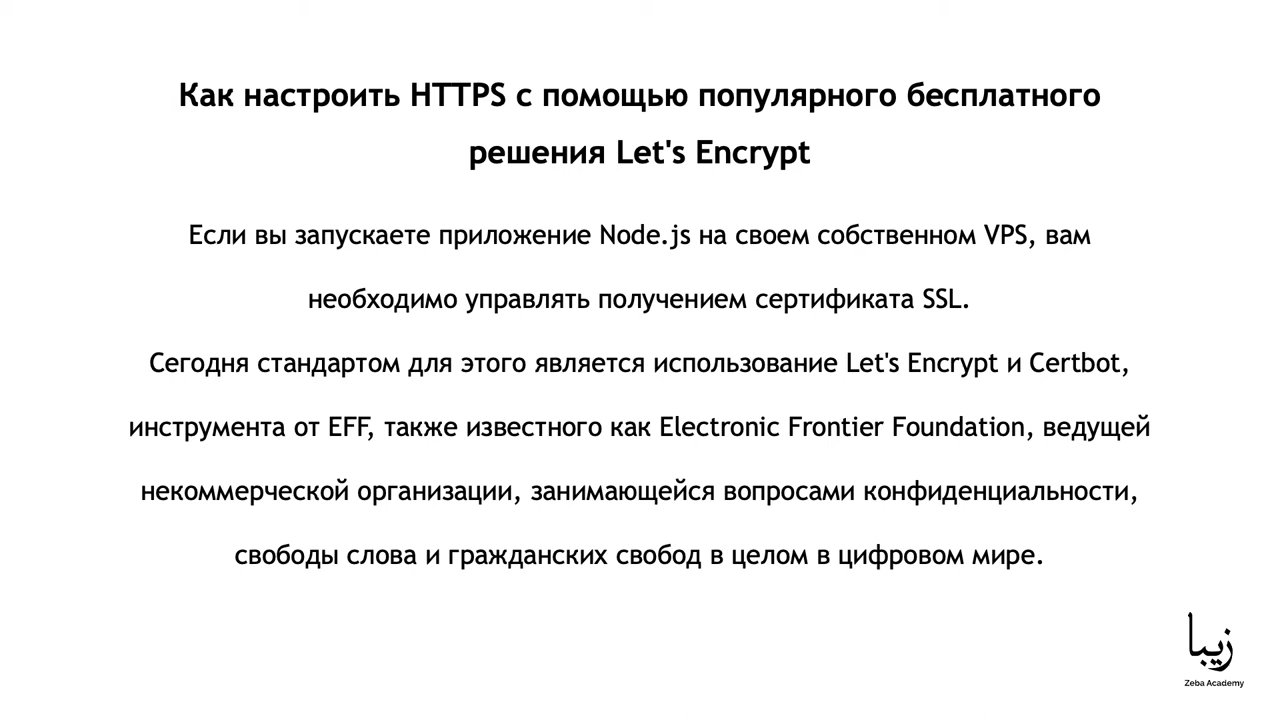 Как настроить HTTPS с помощью популярного бесплатного
решения Let's Encrypt
Если вы запускаете приложение Node.js на своем собственном VPS, вам
необходимо управлять получением сертификата SSL.
Сегодня стандартом для этого является использование Let's Encrypt и Certbot,
инструмента от EFF, также известного как Electronic Frontier Foundation, ведущей
некоммерческой организации, занимающейся вопросами конфиденциальности,
свободы слова и гражданских свобод в целом в цифровом мире.
زيبا
Zeba Academy